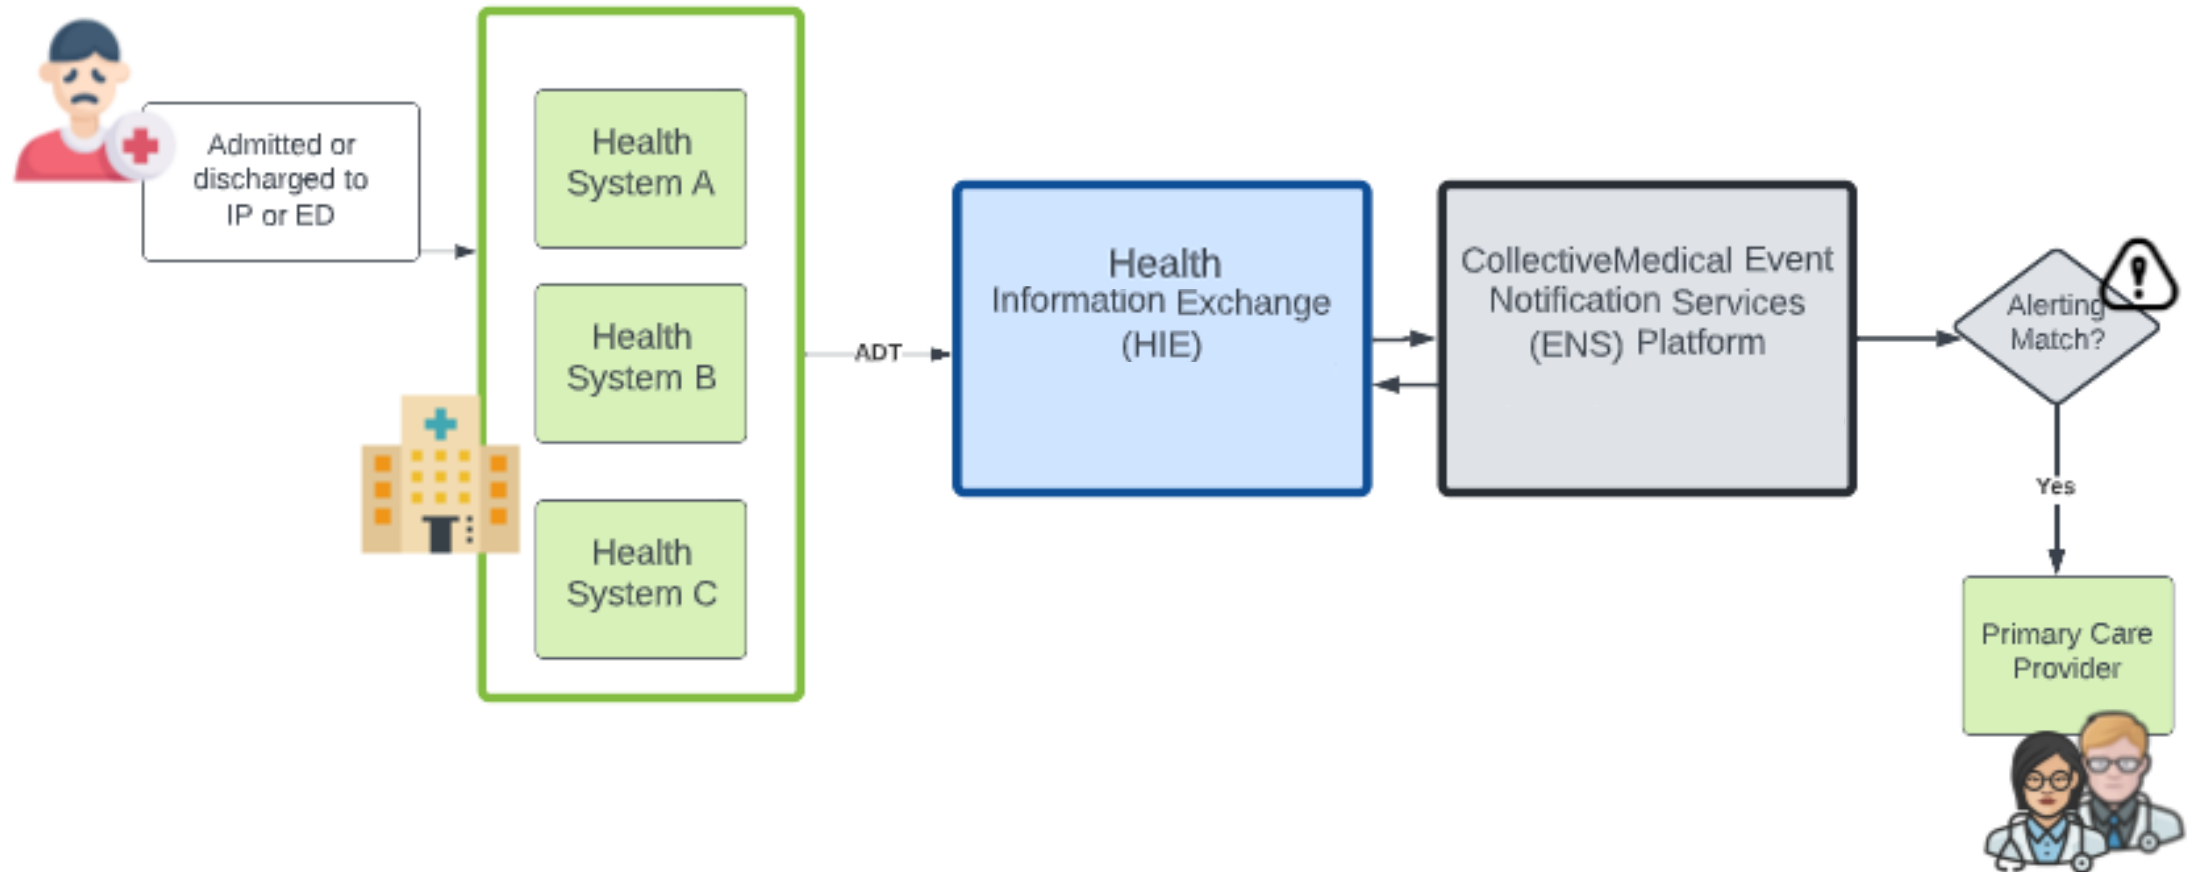 Admitted or
discharged to
IP or ED
Health
System A
Health
System B
Health
System C
ADT
Health
Information Exchange
(HIE)
CollectiveMedical Event
Notification Services
(ENS) Platform
Alerting
Match?
Yes
Primary Care
Provider